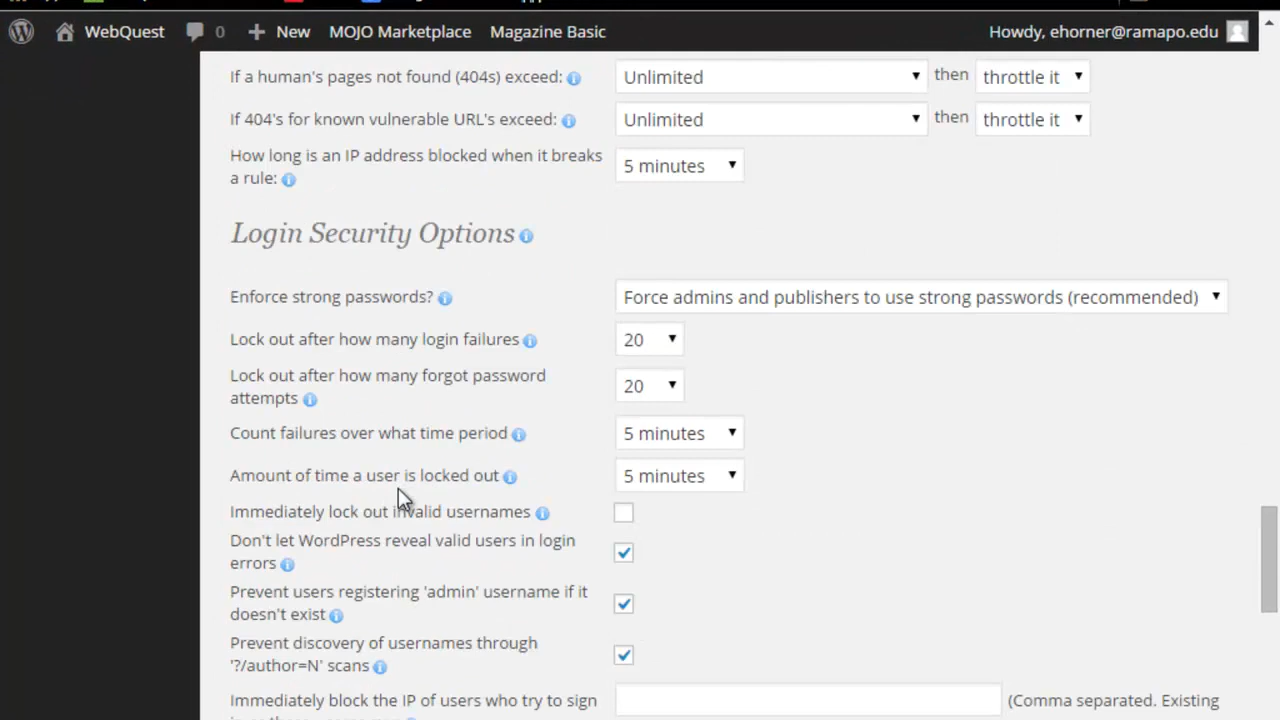 WebQuest 0 New MOJO Marketplace Magazine Basic Howdy, ehorner@ramapo.edu
If a human's pages not found (404s) exceed: Unlimited then throttle it
If 404's for known vulnerable URL's exceed: Unlimited then throttle it
How long is an IP address blocked when it breaks
a rule: 5 minutes
Login Security Options
Enforce strong passwords? Force admins and publishers to use strong passwords (recommended)
Lock out after how many login failures 20
Lock out after how many forgot password
attempts 20
Count failures over what time period 5 minutes
Amount of time a user is locked out 5 minutes
Immediately lock out invalid usernames
Don't let WordPress reveal valid users in login
errors
Prevent users registering 'admin' username if it
doesn't exist
Prevent discovery of usernames through
'?/author=N' scans
Immediately block the IP of users who try to sign (Comma separated. Existing